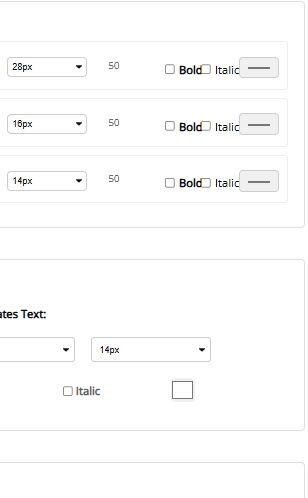 28px 50 Bold Italic
16px 50 Bold Italic
14px 50 Bold Italic
ates Text:
14px
Italic